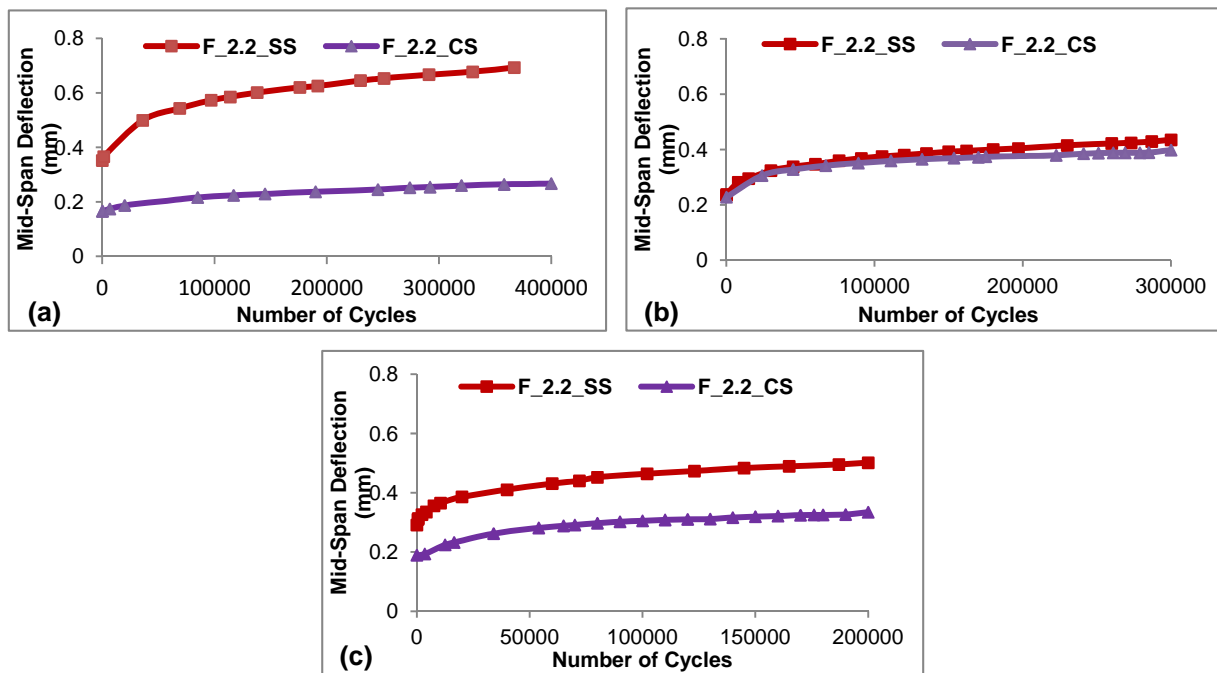 F_2.2_SS F_2.2_CS
Mid-Span Deflection
(mm)
0.8
0.6
0.4
0.2
0
0 100000 200000 300000 400000
Number of Cycles
(a)
F_2.2_SS F_2.2_CS
Mid-Span Deflection
(mm)
0.8
0.6
0.4
0.2
0
0 100000 200000 300000
Number of Cycles
(b)
F_2.2_SS F_2.2_CS
Mid-Span Deflection
(mm)
0.8
0.6
0.4
0.2
0
0 50000 100000 150000 200000
Number of Cycles
(c)